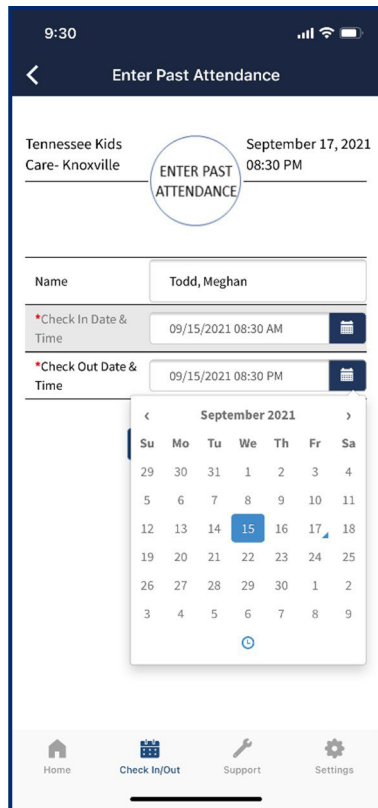 9:30
Enter Past Attendance
Tennessee Kids
Care- Knoxville
ENTER PAST
ATTENDANCE
September 17, 2021
08:30 PM
Name
Todd, Meghan
*Check In Date &
Time
09/15/2021 08:30 AM
*Check Out Date &
Time
09/15/2021 08:30 PM
‹ September 2021 ›
Su Mo Tu We Th Fr Sa
29 30 31 1 2 3 4
5 6 7 8 9 10 11
12 13 14 15 16 17 18
19 20 21 22 23 24 25
26 27 28 29 30 1 2
3 4 5 6 7 8 9
Home Check In/Out Support Settings